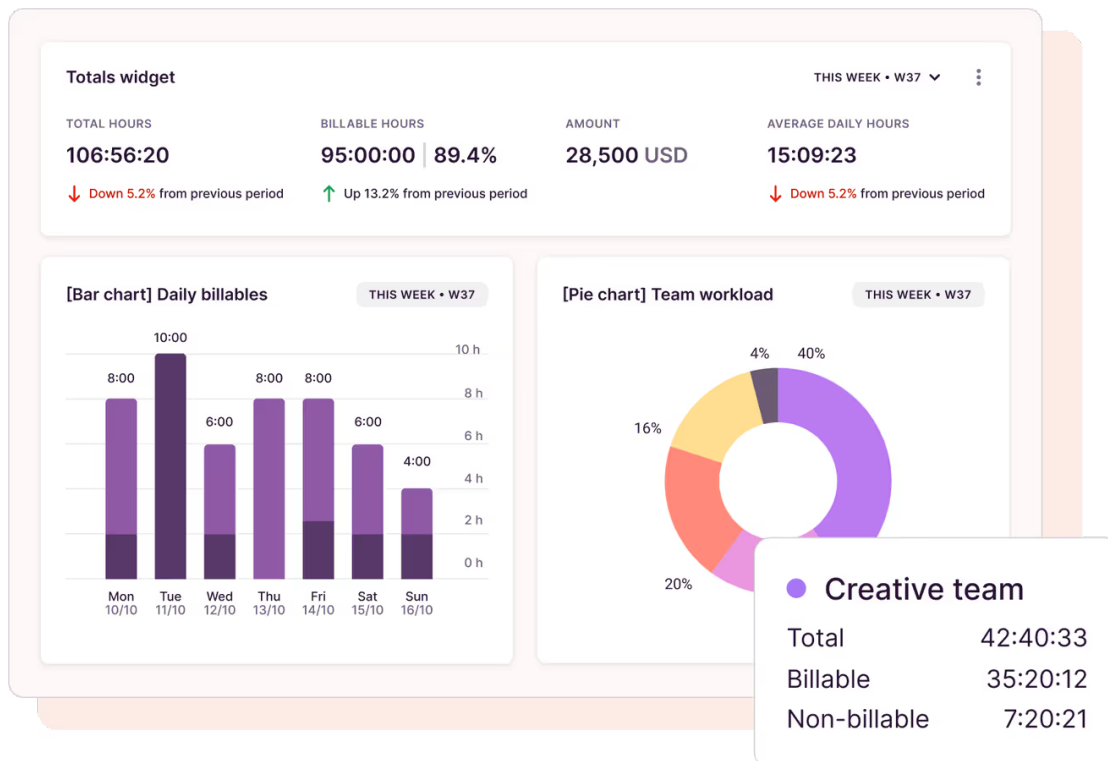 Totals widget
THIS WEEK • W37
TOTAL HOURS
BILLABLE HOURS
AMOUNT
AVERAGE DAILY HOURS
106:56:20
95:00:00 | 89.4%
28,500 USD
15:09:23
Down 5.2% from previous period
Up 13.2% from previous period
Down 5.2% from previous period
[Bar chart] Daily billables
THIS WEEK • W37
10:00
8:00
8:00
8:00
6:00
6:00
4:00
10 h
8 h
6 h
4 h
2 h
0 h
Mon Tue Wed Thu Fri Sat Sun
10/10 11/10 12/10 13/10 14/10 15/10 16/10
[Pie chart] Team workload
THIS WEEK • W37
4% 40%
16%
20%
Creative team
Total 42:40:33
Billable 35:20:12
Non-billable 7:20:21